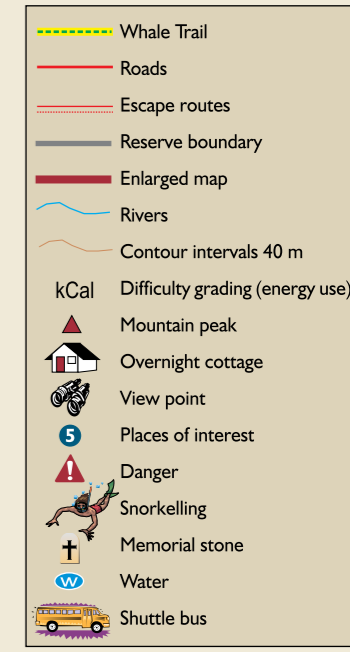 Whale Trail
Roads
Escape routes
Reserve boundary
Enlarged map
Rivers
Contour intervals 40 m
kCal Difficulty grading (energy use)
Mountain peak
Overnight cottage
View point
5 Places of interest
! Danger
Snorkelling
Memorial stone
W Water
Shuttle bus